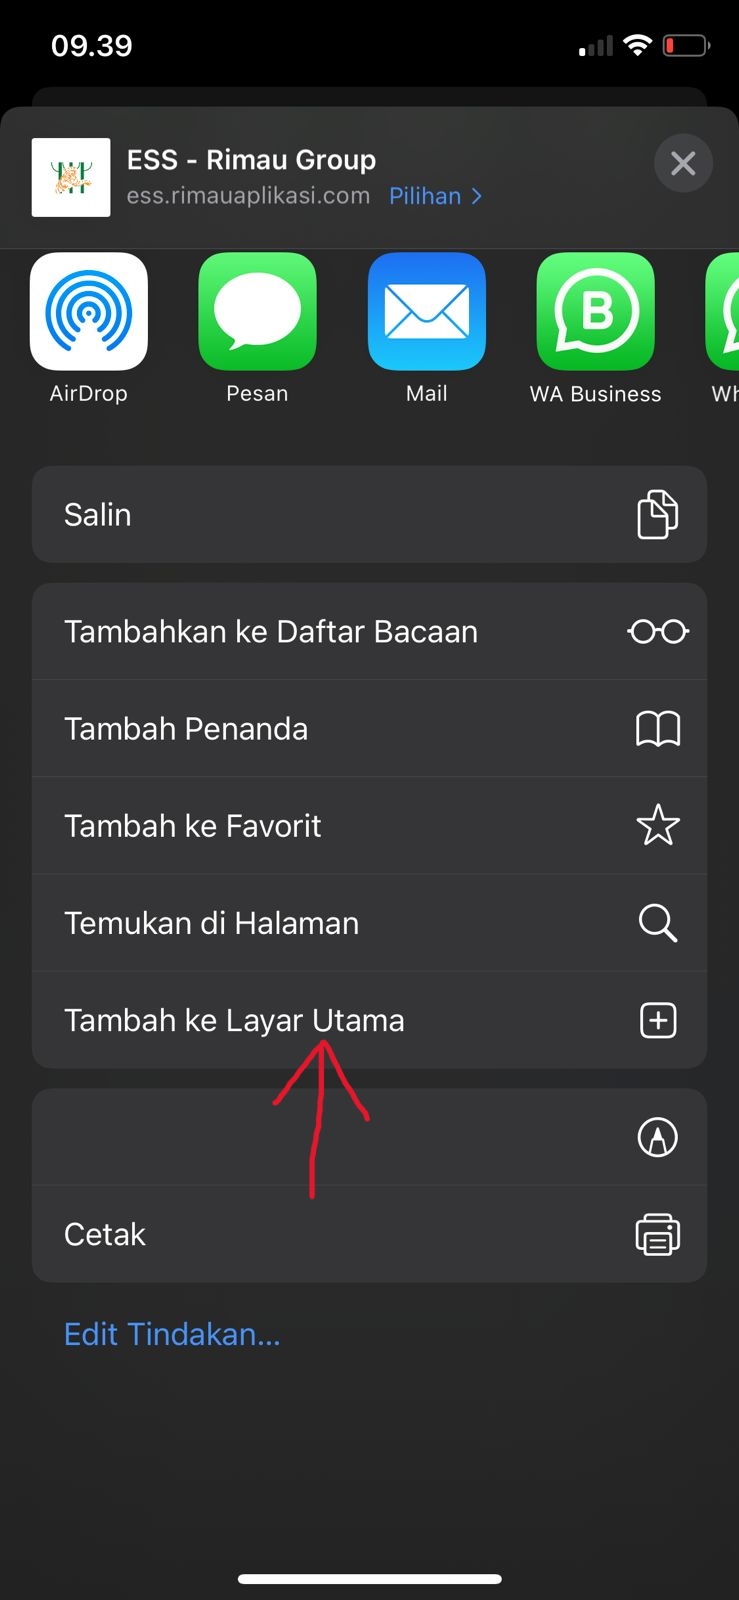 09.39
ESS - Rimau Group
ess.rimauaplikasi.com Pilihan >
B
AirDrop Pesan Mail WA Business Wh
Salin
Tambahkan ke Daftar Bacaan
Tambah Penanda
Tambah ke Favorit
Temukan di Halaman
Tambah ke Layar Utama
Cetak
Edit Tindakan...